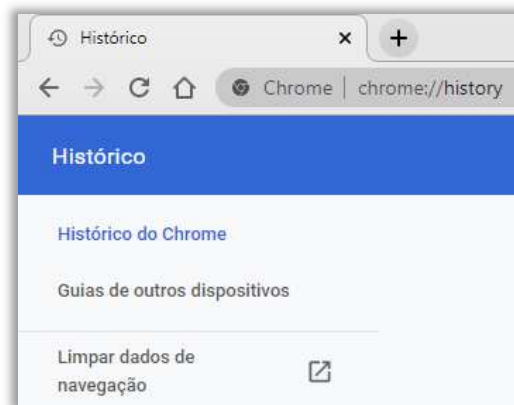 Histórico
Chrome | chrome://history
Histórico
Histórico do Chrome
Guias de outros dispositivos
Limpar dados de
navegação